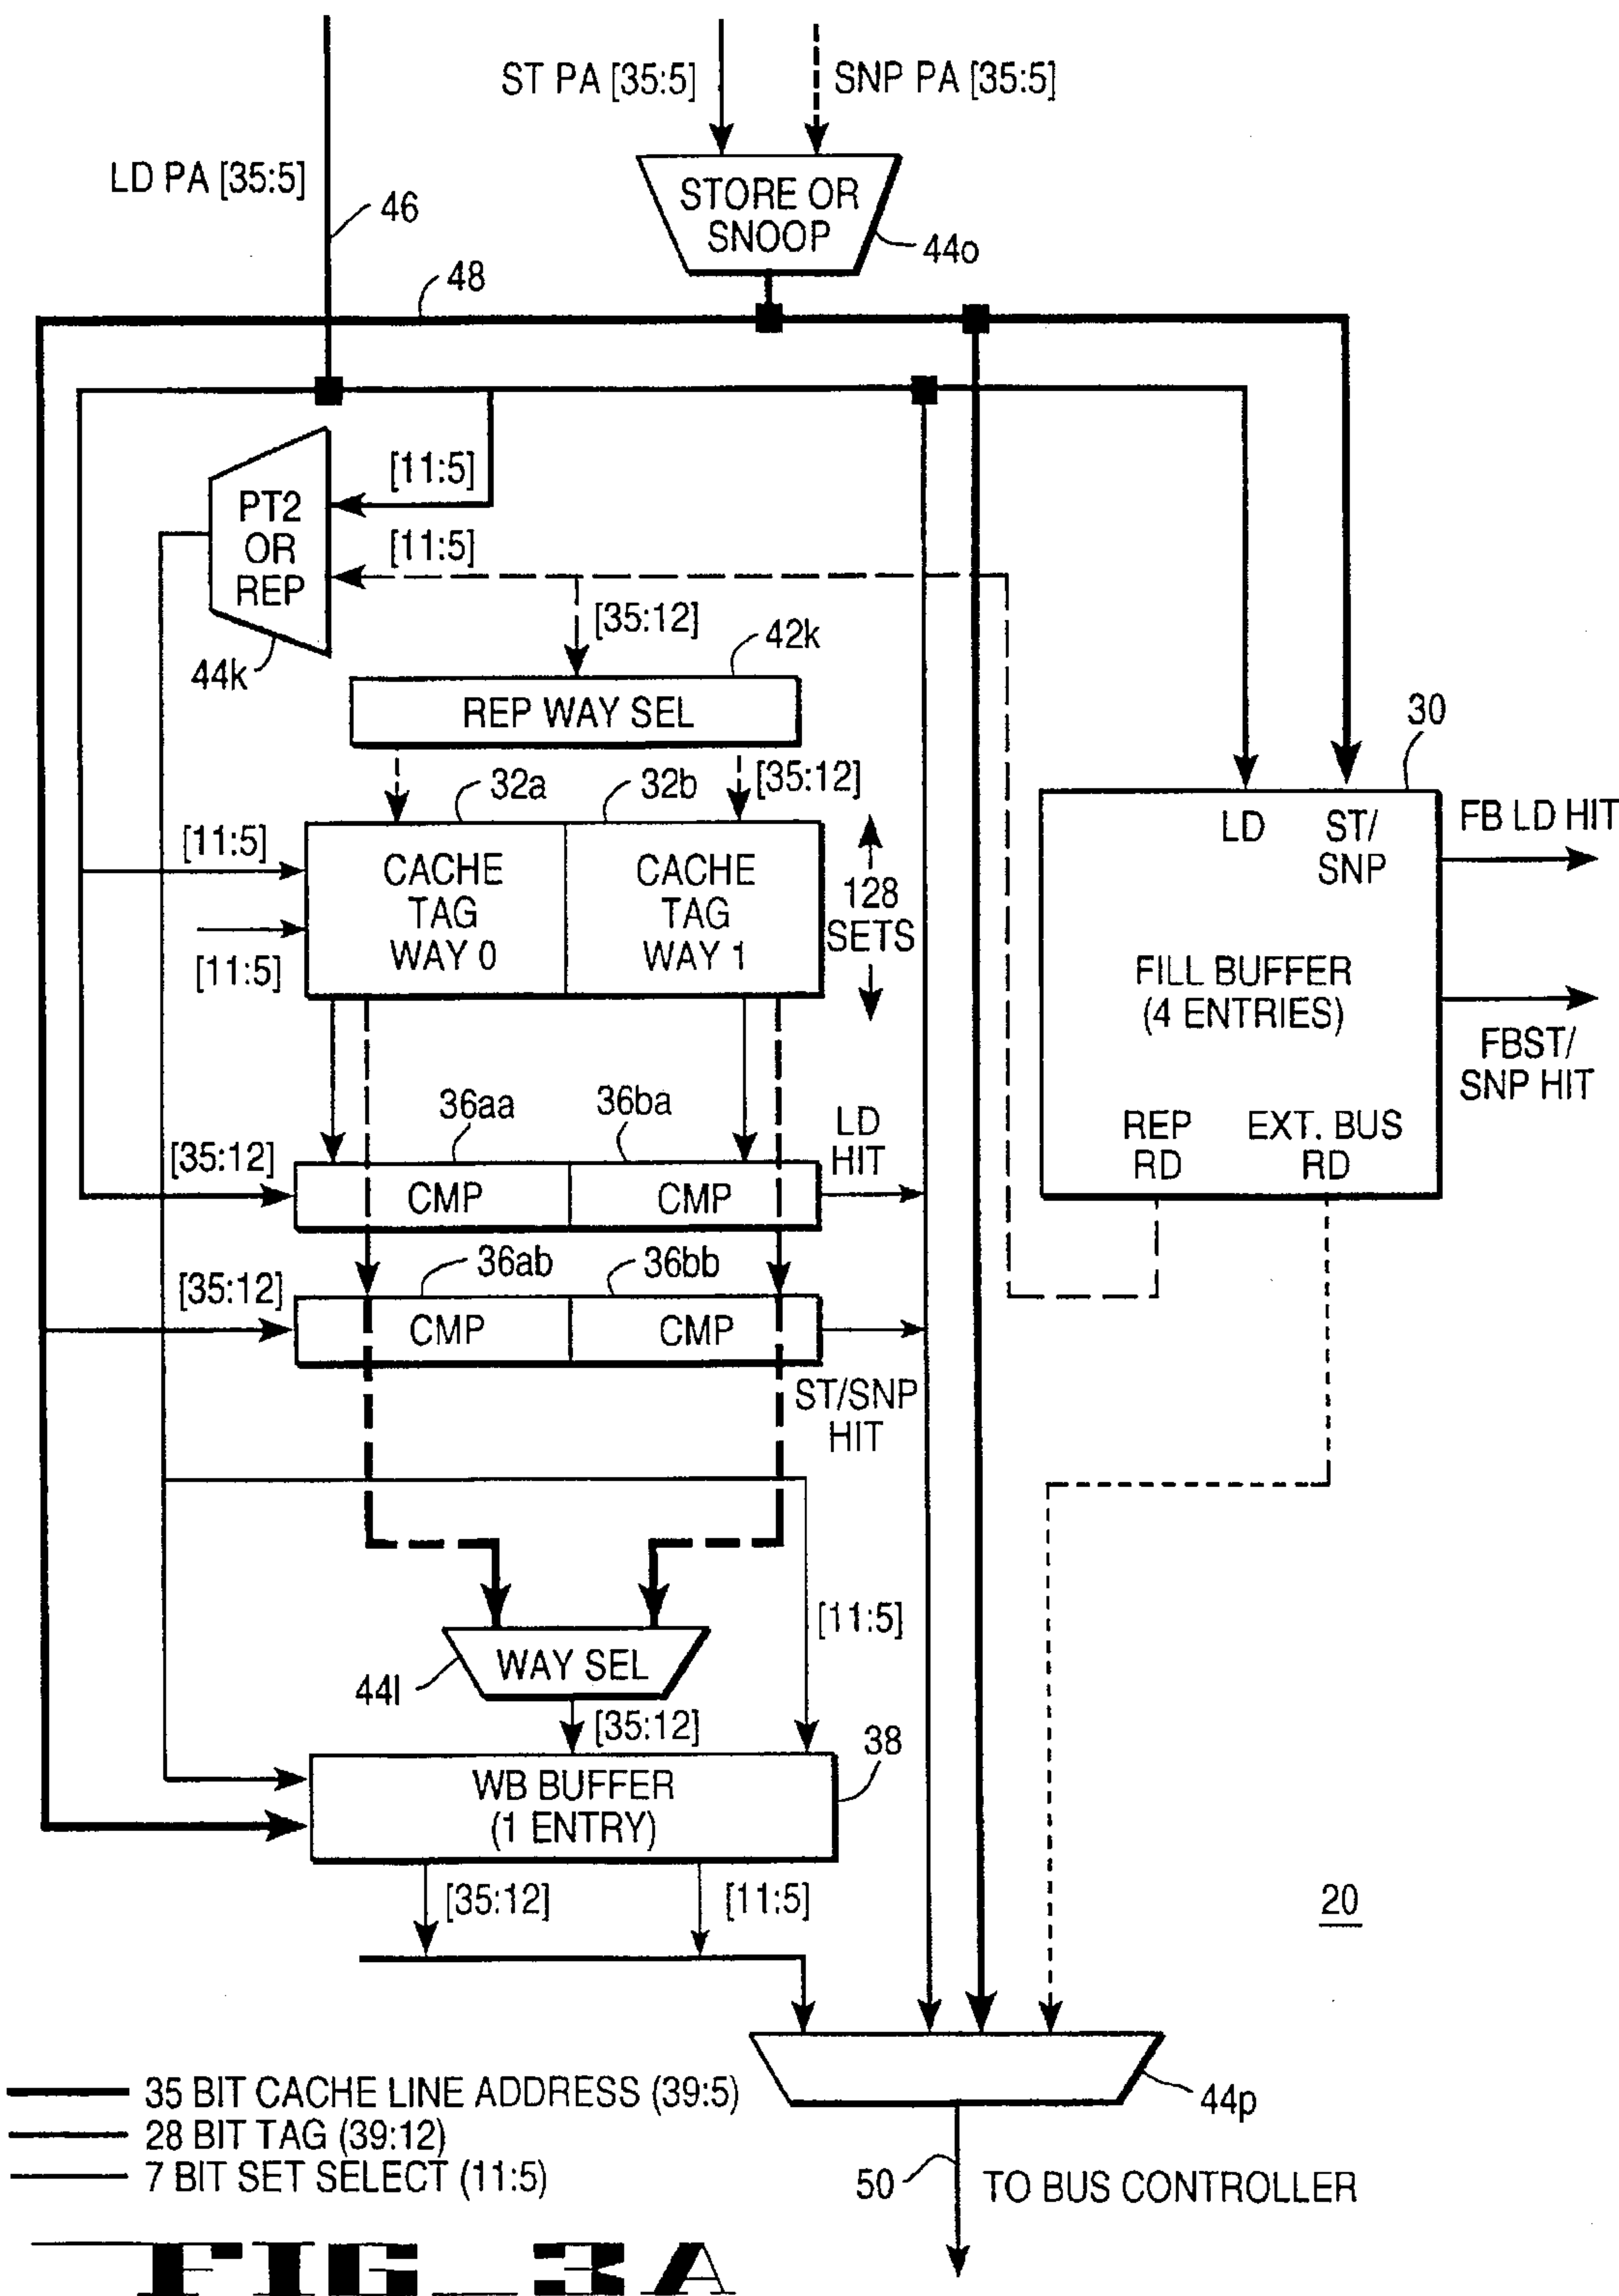 ST PA [35:5]
SNP PA [35:5]
LD PA [35:5]
46
STORE OR
SNOOP
44o
48
[11:5]
PT2
OR
REP
[11:5]
44k
[35:12]
42k
REP WAY SEL
30
32a
32b
[35:12]
[11:5]
CACHE
TAG
WAY 0
CACHE
TAG
WAY 1
128
SETS
[11:5]
LD
ST/
SNP
FB LD HIT
FILL BUFFER
(4 ENTRIES)
FBST/
SNP HIT
REP
RD
EXT. BUS
RD
36aa
36ba
LD
HIT
[35:12]
CMP
CMP
36ab
36bb
[35:12]
CMP
CMP
ST/SNP
HIT
[11:5]
WAY SEL
44l
[35:12]
38
WB BUFFER
(1 ENTRY)
[35:12]
[11:5]
20
44p
35 BIT CACHE LINE ADDRESS (39:5)
28 BIT TAG (39:12)
7 BIT SET SELECT (11:5)
50
TO BUS CONTROLLER
FIG_3A